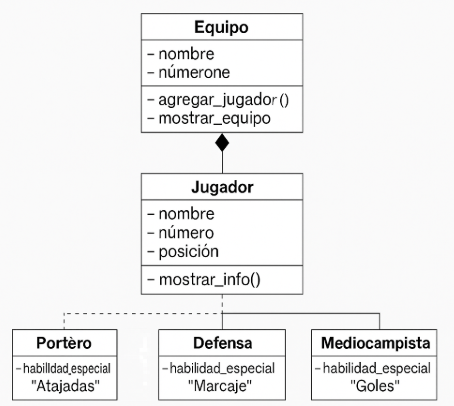 Equipo
– nombre
– númerone
– agregar_jugador()
– mostrar_equipo
Jugador
– nombre
– número
– posición
– mostrar_info()
Portèro
– habilldad_especial
"Atajadas"
Defensa
– habilidad_especial
"Marcaje"
Mediocampista
– habilidad_especial
"Goles"